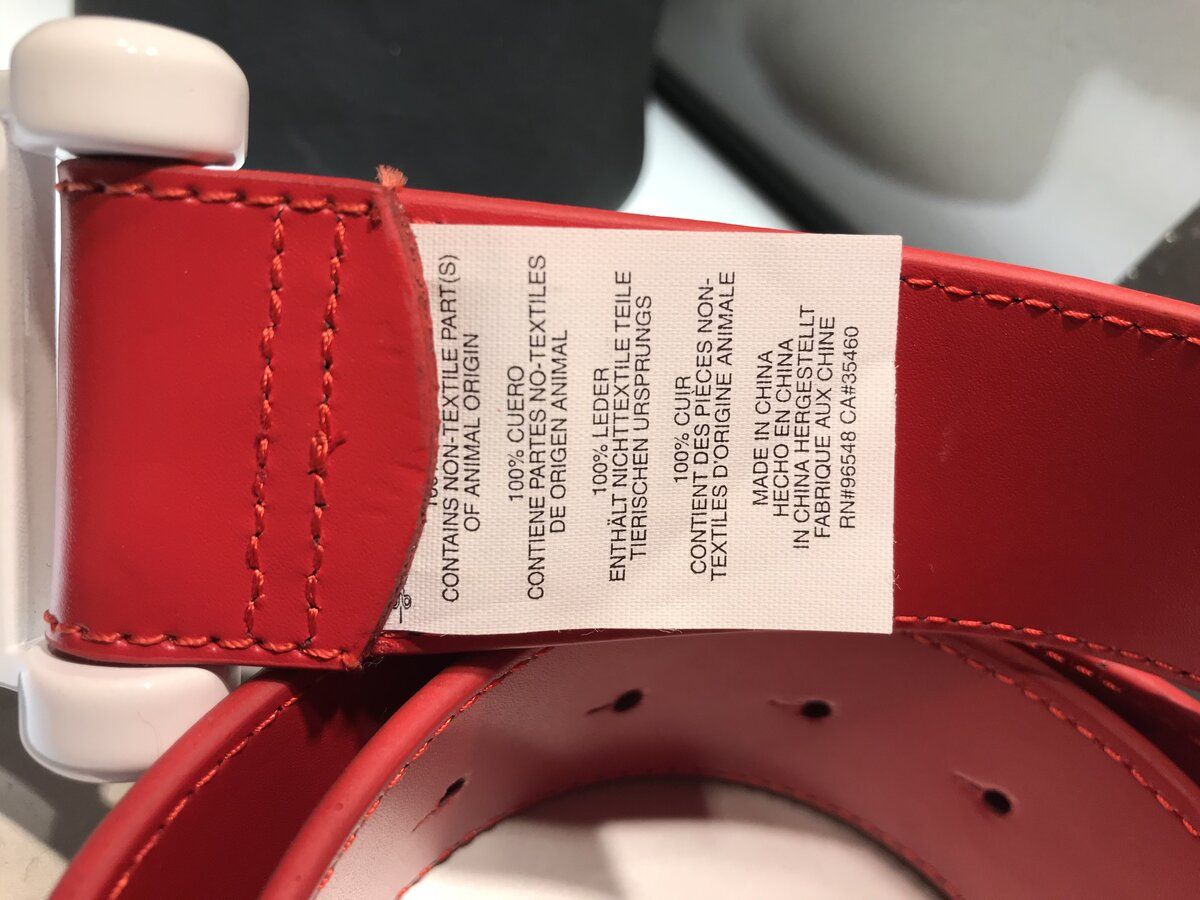 CONTAINS NON-TEXTILE PART(S)
OF ANIMAL ORIGIN
100% CUERO
CONTIENE PARTES NO-TEXTILES
DE ORIGEN ANIMAL
100% LEDER
ENTHÄLT NICHTTEXTILE TEILE
TIERISCHEN URSPRUNGS
100% CUIR
CONTIENT DES PIÈCES NON-
TEXTILES D'ORIGINE ANIMALE
MADE IN CHINA
HECHO EN CHINA
IN CHINA HERGESTELLT
FABRIQUE AUX CHINE
RN#96548 CA#35460